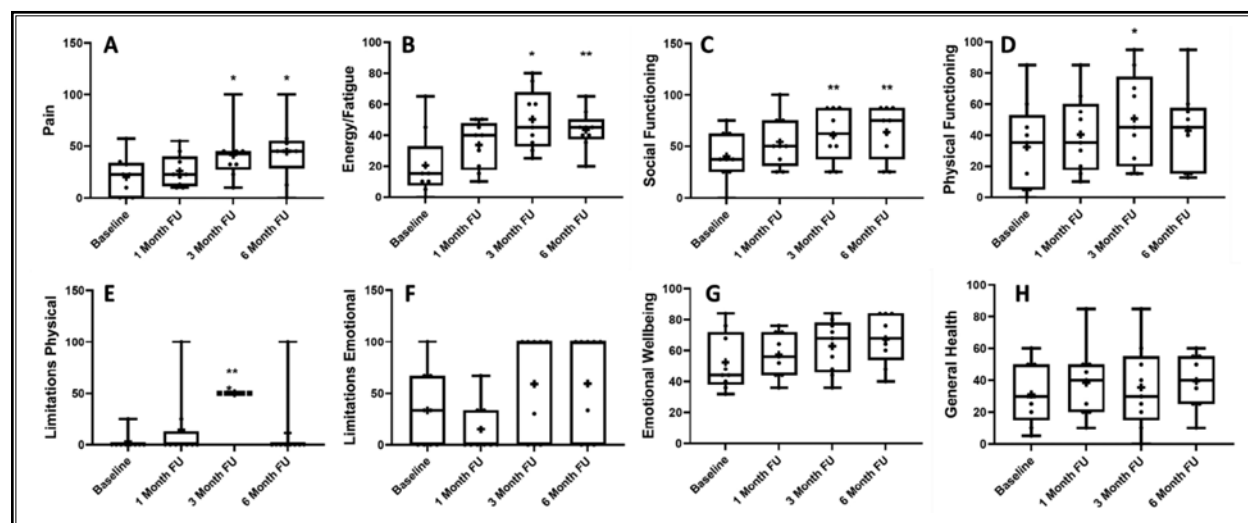 A
Pain
150
100
50
0
*
*
Baseline
1 Month FU
3 Month FU
6 Month FU
B
Energy/Fatigue
100
80
60
40
20
0
*
**
Baseline
1 Month FU
3 Month FU
6 Month FU
C
Social Functioning
150
100
50
0
**
**
Baseline
1 Month FU
3 Month FU
6 Month FU
D
Physical Functioning
100
80
60
40
20
0
*
Baseline
1 Month FU
3 Month FU
6 Month FU
E
Limitations Physical
150
100
50
0
**
*
Baseline
1 Month FU
3 Month FU
6 Month FU
F
Limitations Emotional
100
50
0
Baseline
1 Month FU
3 Month FU
6 Month FU
G
Emotional Wellbeing
100
80
60
40
20
0
Baseline
1 Month FU
3 Month FU
6 Month FU
H
General Health
100
80
60
40
20
0
Baseline
1 Month FU
3 Month FU
6 Month FU